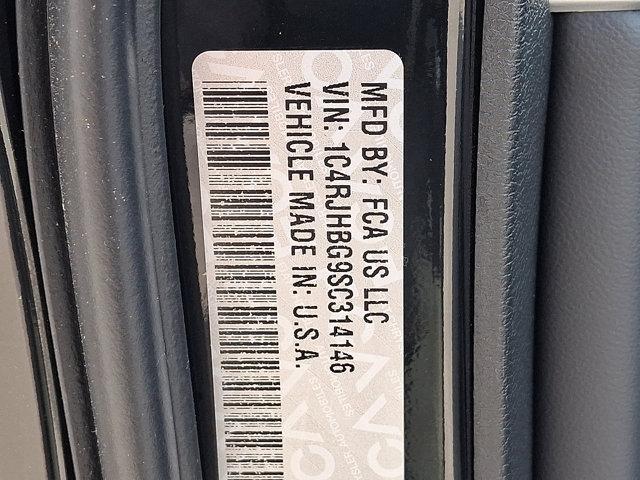 MFD BY: FCA US LLC
VIN: 1C4RJHBG9SC314146
VEHICLE MADE IN: U.S.A.